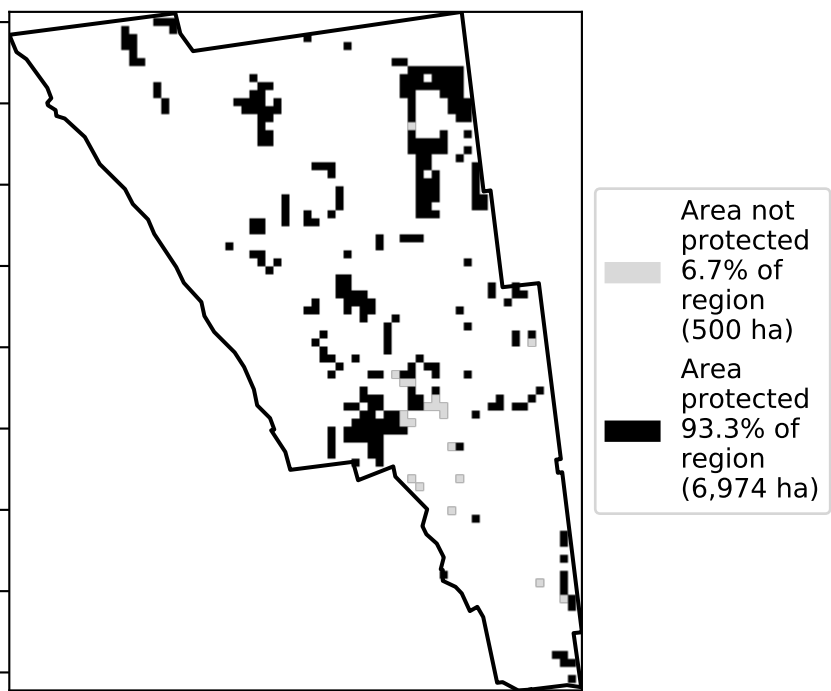 Area not
protected
6.7% of
region
(500 ha)
Area
protected
93.3% of
region
(6,974 ha)